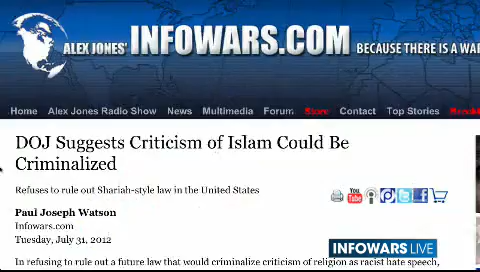 ALEX JONES' INFOWARS.COM BECAUSE THERE IS A WA
Home Alex Jones Radio Show News Multimedia Forum Store Contact Top Stories
DOJ Suggests Criticism of Islam Could Be
Criminalized
Refuses to rule out Shariah-style law in the United States
You Tube
Paul Joseph Watson
Infowars.com
Tuesday, July 31, 2012
INFOWARS LIVE
In refusing to rule out a future law that would criminalize criticism of religion as racist hate speech,